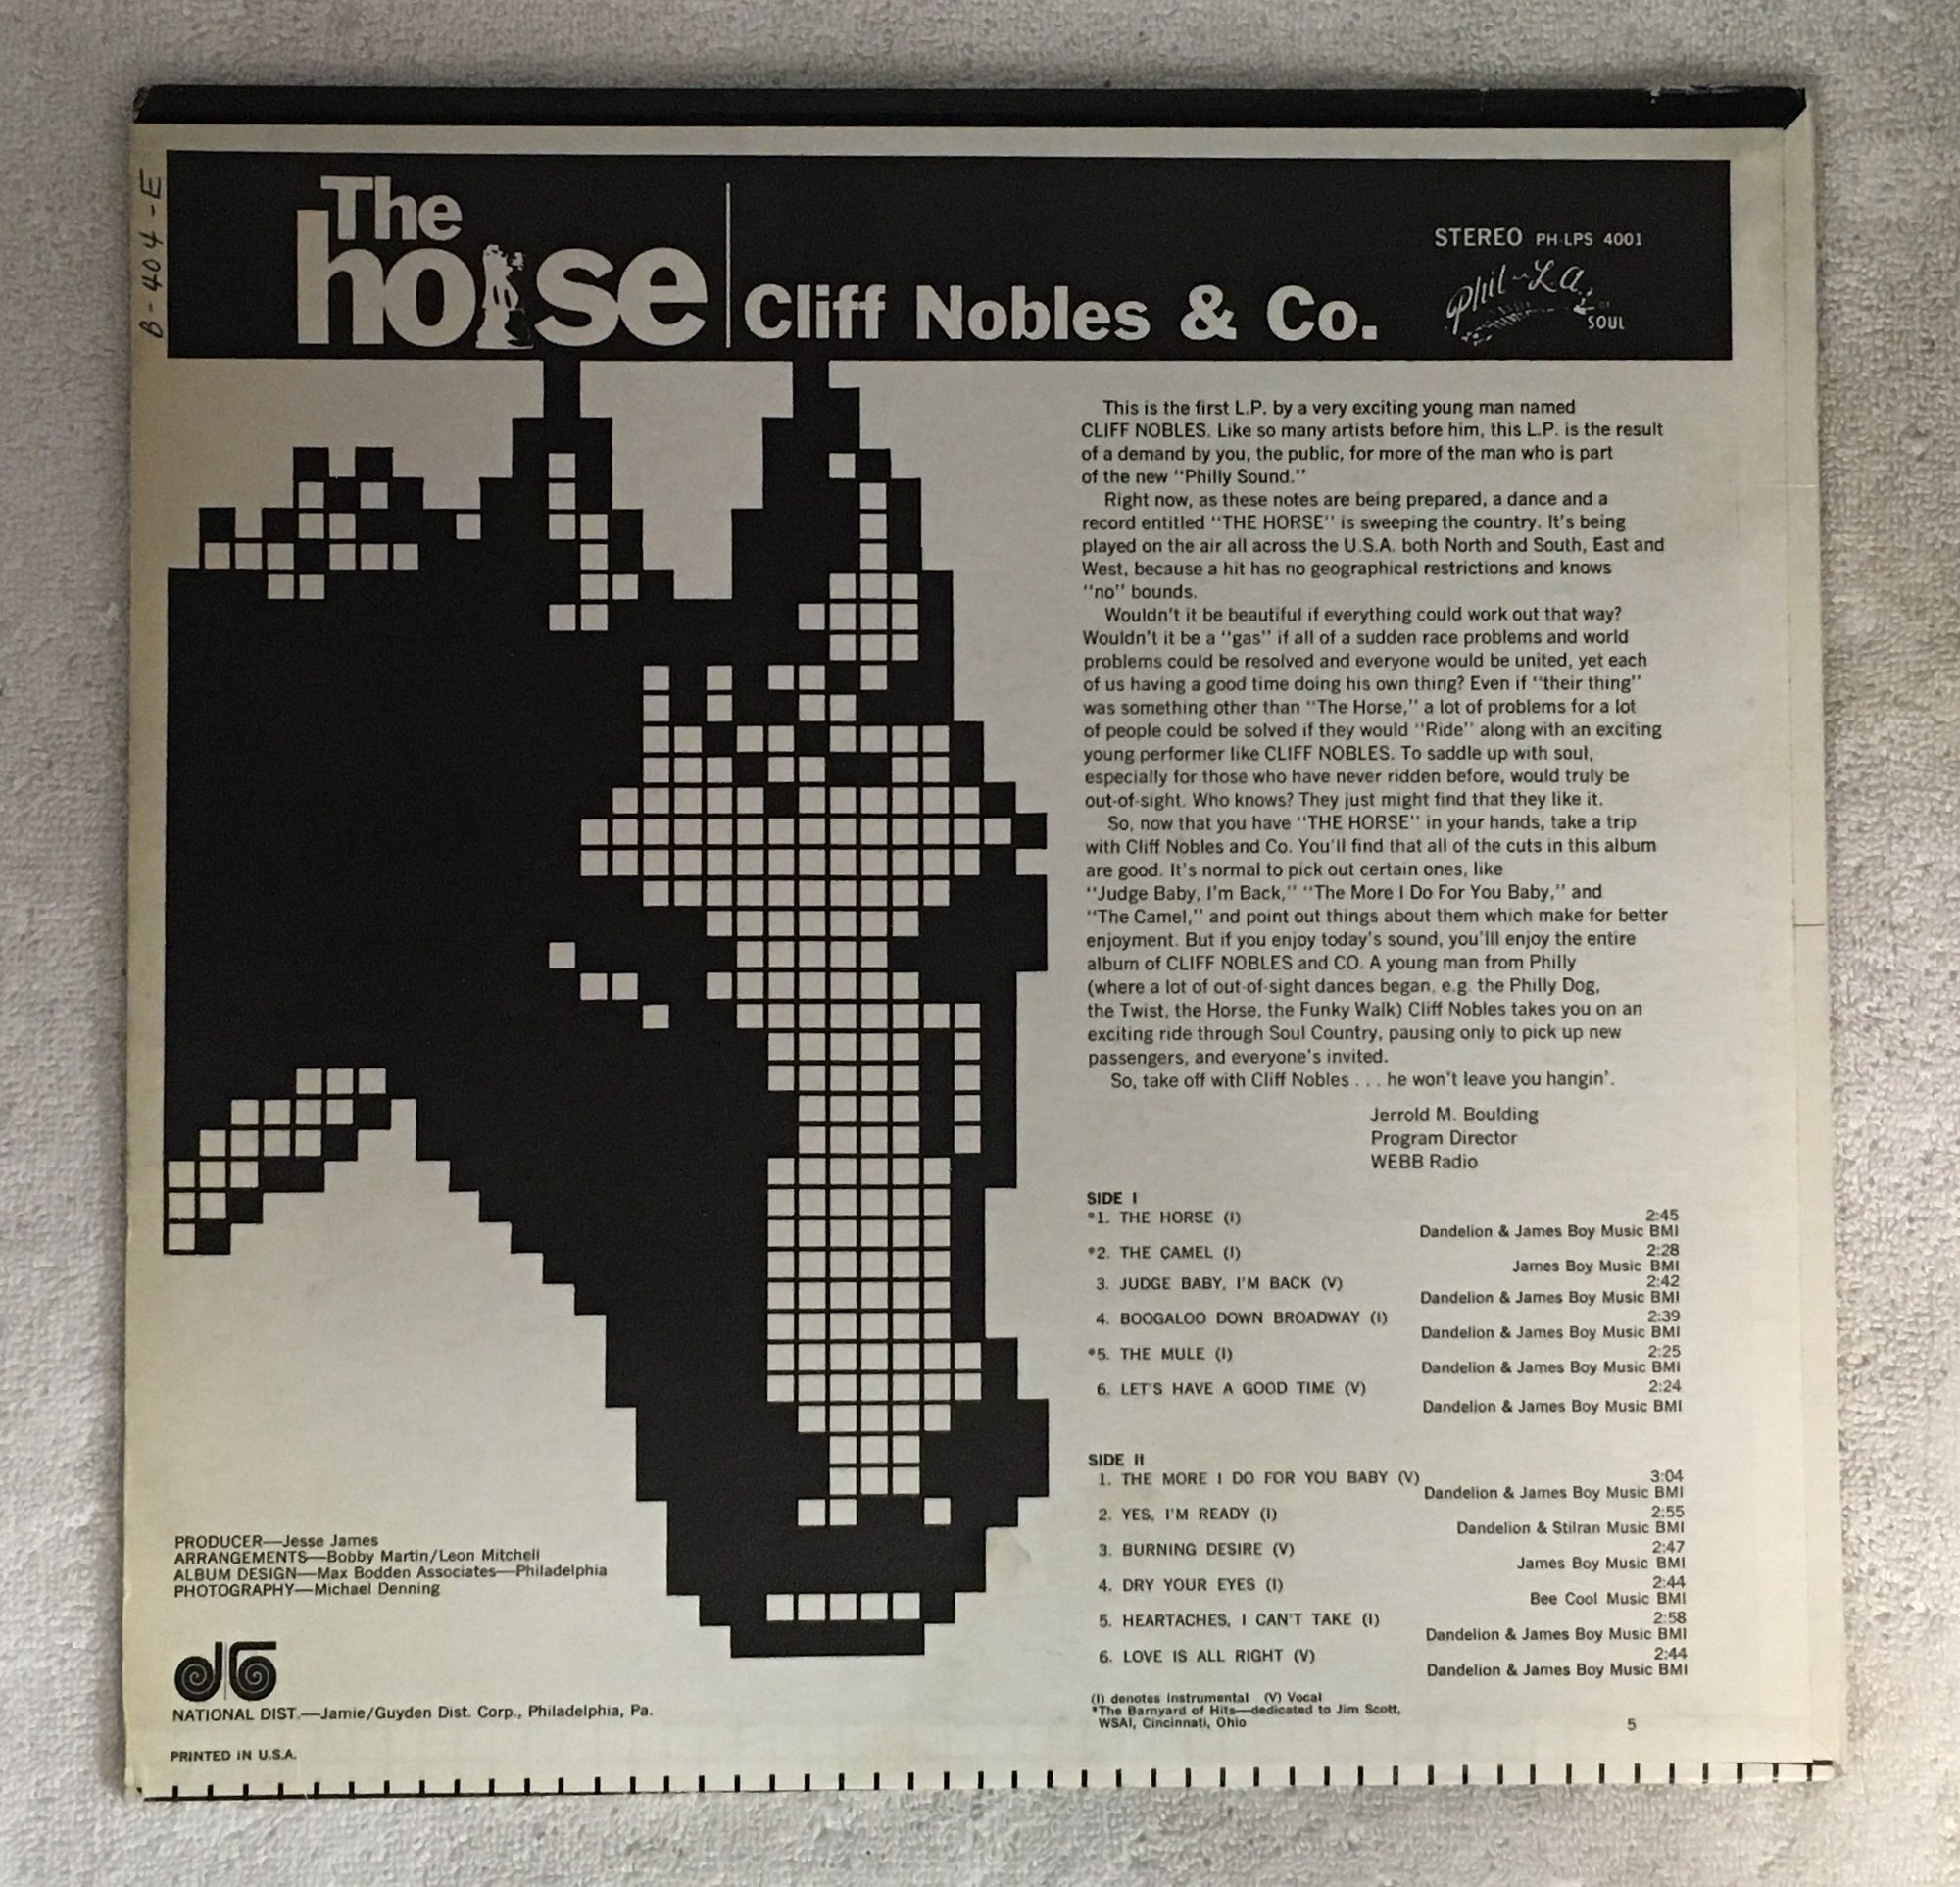 B-404-E
The
horse
Cliff Nobles & Co.
STEREO PH-LPS 4001
Phil-L.A.
OF
SOUL
This is the first L.P. by a very exciting young man named
CLIFF NOBLES. Like so many artists before him, this L.P. is the result
of a demand by you, the public, for more of the man who is part
of the new "Philly Sound."
Right now, as these notes are being prepared, a dance and a
record entitled "THE HORSE" is sweeping the country. It's being
played on the air all across the U.S.A. both North and South, East and
West, because a hit has no geographical restrictions and knows
"no" bounds.
Wouldn't it be beautiful if everything could work out that way?
Wouldn't it be a "gas" if all of a sudden race problems and world
problems could be resolved and everyone would be united, yet each
of us having a good time doing his own thing? Even if "their thing"
was something other than "The Horse," a lot of problems for a lot
of people could be solved if they would "Ride" along with an exciting
young performer like CLIFF NOBLES. To saddle up with soul,
especially for those who have never ridden before, would truly be
out-of-sight. Who knows? They just might find that they like it.
So, now that you have "THE HORSE" in your hands, take a trip
with Cliff Nobles and Co. You'll find that all of the cuts in this album
are good. It's normal to pick out certain ones, like
"Judge Baby, I'm Back," "The More I Do For You Baby," and
"The Camel," and point out things about them which make for better
enjoyment. But if you enjoy today's sound, you'lll enjoy the entire
album of CLIFF NOBLES and CO. A young man from Philly
(where a lot of out-of-sight dances began, e.g. the Philly Dog,
the Twist, the Horse, the Funky Walk) Cliff Nobles takes you on an
exciting ride through Soul Country, pausing only to pick up new
passengers, and everyone's invited.
So, take off with Cliff Nobles . . . he won't leave you hangin'.
Jerrold M. Boulding
Program Director
WEBB Radio
SIDE I
*1. THE HORSE (I) 2:45
Dandelion & James Boy Music BMI
*2. THE CAMEL (I) 2:28
James Boy Music BMI
3. JUDGE BABY, I'M BACK (V) 2:42
Dandelion & James Boy Music BMI
4. BOOGALOO DOWN BROADWAY (I) 2:39
Dandelion & James Boy Music BMI
*5. THE MULE (I) 2:25
Dandelion & James Boy Music BMI
6. LET'S HAVE A GOOD TIME (V) 2:24
Dandelion & James Boy Music BMI
SIDE II
1. THE MORE I DO FOR YOU BABY (V) 3:04
Dandelion & James Boy Music BMI
2. YES, I'M READY (I) 2:55
Dandelion & Stilran Music BMI
3. BURNING DESIRE (V) 2:47
James Boy Music BMI
4. DRY YOUR EYES (I) 2:44
Bee Cool Music BMI
5. HEARTACHES, I CAN'T TAKE (I) 2:58
Dandelion & James Boy Music BMI
6. LOVE IS ALL RIGHT (V) 2:44
Dandelion & James Boy Music BMI
(I) denotes Instrumental (V) Vocal
*The Barnyard of Hits—dedicated to Jim Scott,
WSAI, Cincinnati, Ohio
5
PRODUCER—Jesse James
ARRANGEMENTS—Bobby Martin/Leon Mitchell
ALBUM DESIGN—Max Bodden Associates—Philadelphia
PHOTOGRAPHY—Michael Denning
NATIONAL DIST.—Jamie/Guyden Dist. Corp., Philadelphia, Pa.
PRINTED IN U.S.A.